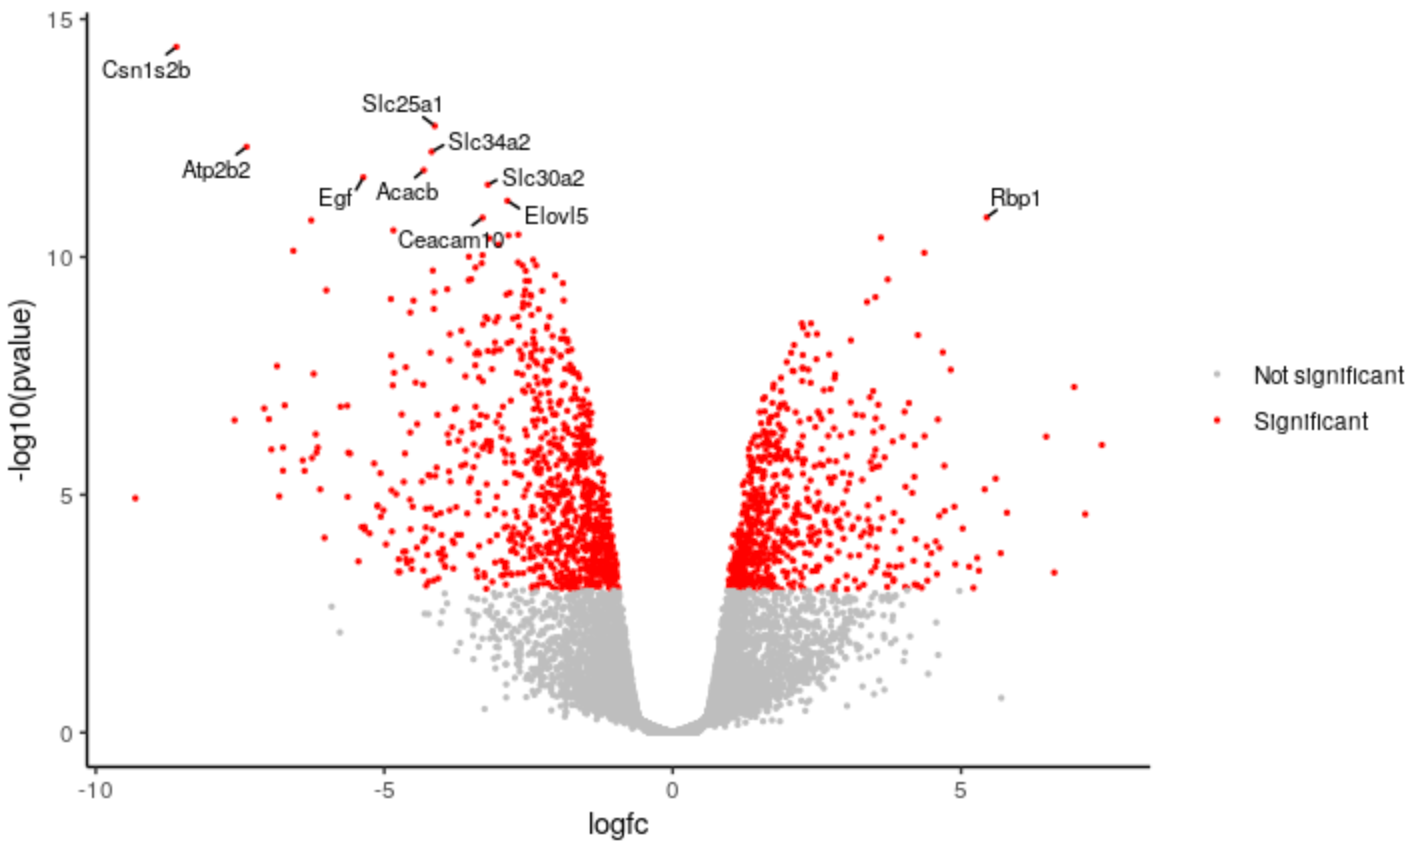 15
Csn1s2b
Slc25a1
Slc34a2
Atp2b2
Egf
Acacb
Slc30a2
Elovl5
Rbp1
Ceacam10
10
-log10(pvalue)
Not significant
Significant
5
0
-10
-5
0
5
logfc